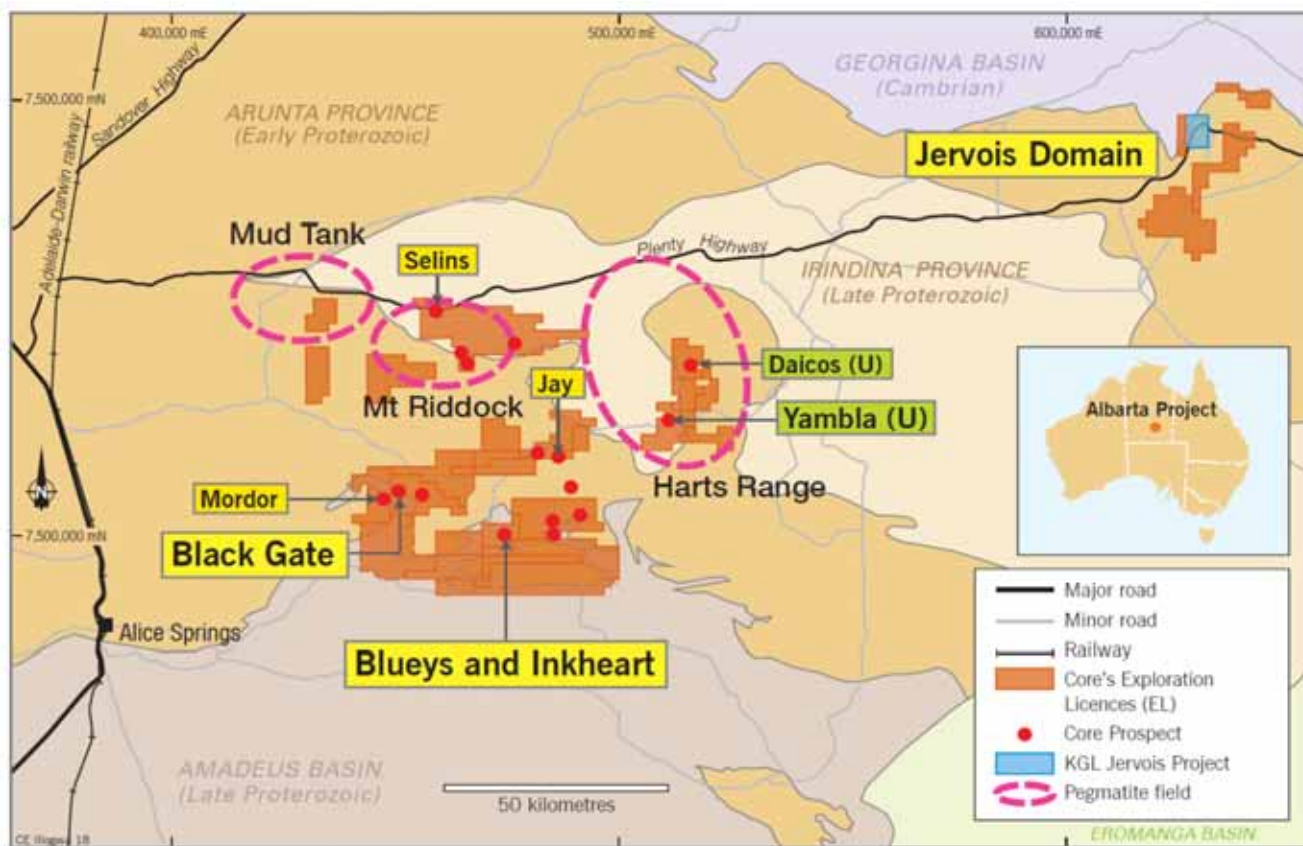 400,000 mE
500,000 mE
600,000 mE
7,500,000 mN
Adelaide-Darwin railway
Sandover Highway
ARUNTA PROVINCE
(Early Proterozoic)
GEORGINA BASIN
(Cambrian)
Jervois Domain
Mud Tank
Selins
Plenty Highway
IRINDINA PROVINCE
(Late Proterozoic)
Mt Riddock
Jay
Daicos (U)
Yambla (U)
Harts Range
Albarta Project
Mordor
N
7,500,000 mN
Black Gate
Alice Springs
Blueys and Inkheart
AMADEUS BASIN
(Late Proterozoic)
50 kilometres
Major road
Minor road
Railway
Core's Exploration
Licences (EL)
Core Prospect
KGL Jervois Project
Pegmatite field
EROMANGA BASIN